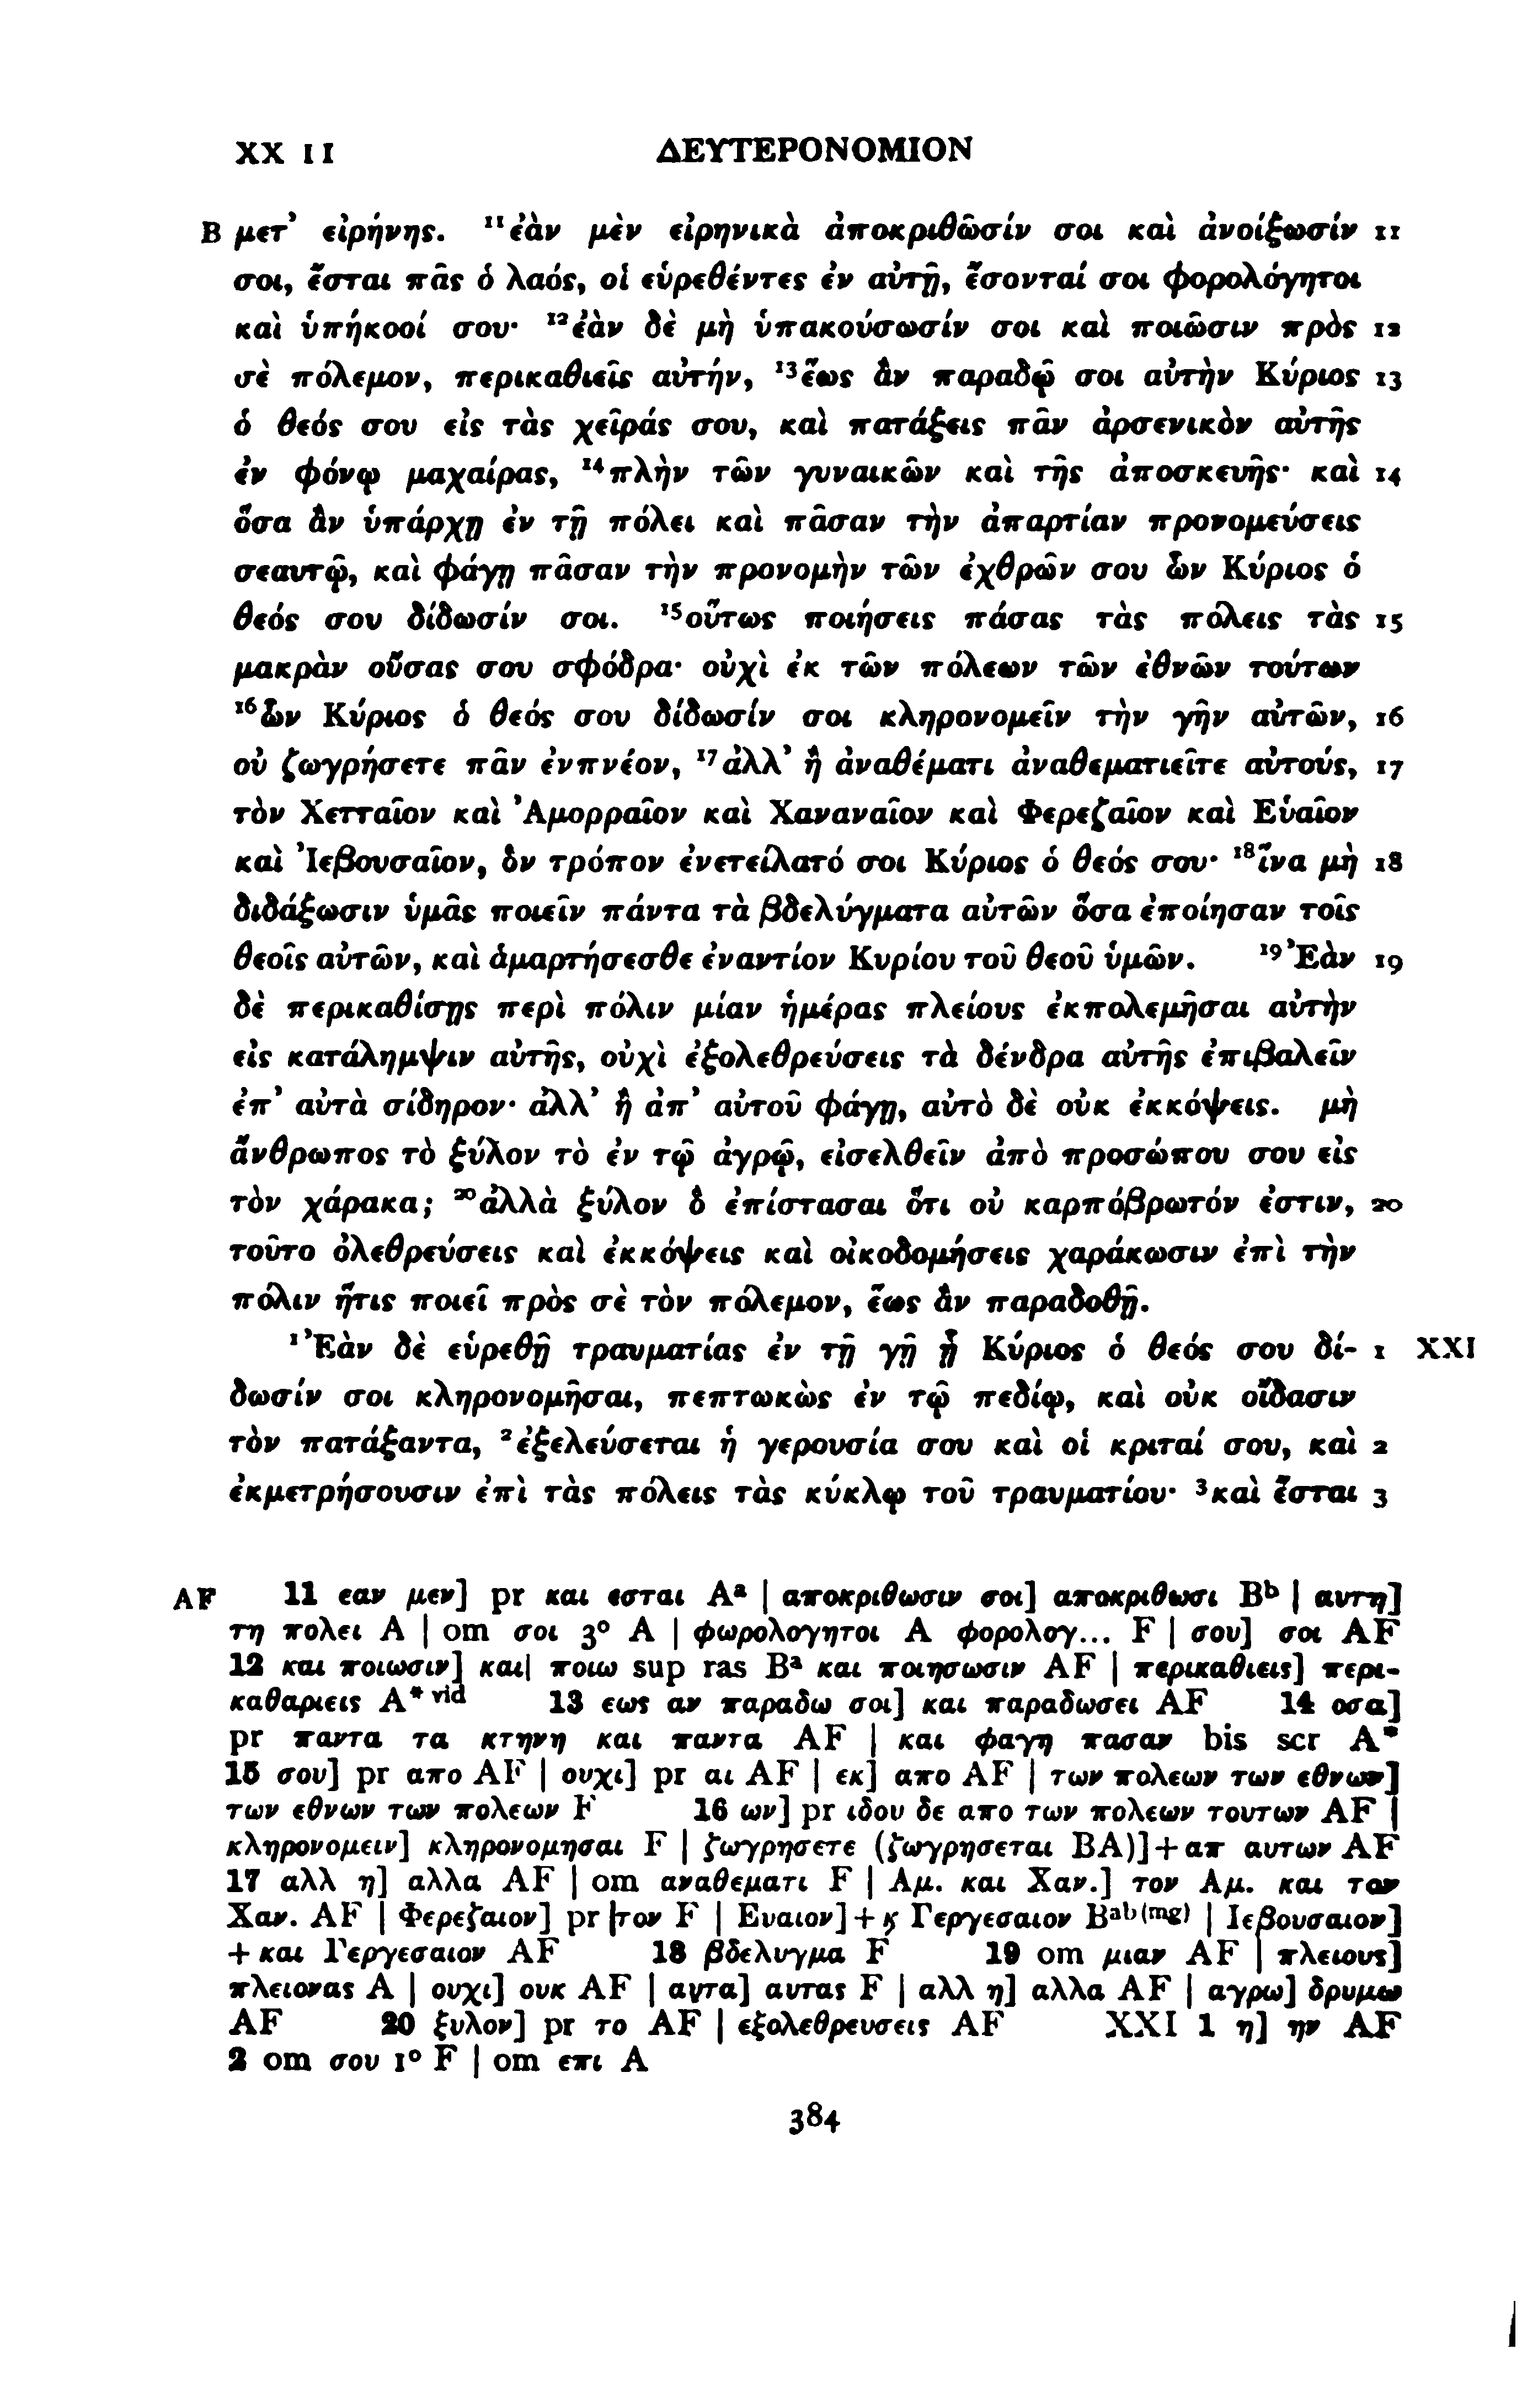 XX 11 ΔΕΥΤΕΡΟΝΟΜΙΟΝ
B μετ᾽ εἰρήνης. ¹¹ἐὰν μὲν εἰρηνικὰ ἀποκριθῶσίν σοι καὶ ἀνοίξωσίν 11
σοι, ἔσται πᾶς ὁ λαός, οἱ εὑρεθέντες ἐν αὐτῇ, ἔσονταί σοι φορολόγητοι
καὶ ὑπήκοοί σου· ¹²ἐὰν δὲ μὴ ὑπακούσωσίν σοι καὶ ποιῶσιν πρὸς 12
σὲ πόλεμον, περικαθιεῖς αὐτήν, ¹³ἕως ἂν παραδῷ σοι αὐτὴν Κύριος 13
ὁ θεός σου εἰς τὰς χεῖράς σου, καὶ πατάξεις πᾶν ἀρσενικὸν αὐτῆς
ἐν φόνῳ μαχαίρας, ¹⁴πλὴν τῶν γυναικῶν καὶ τῆς ἀποσκευῆς· καὶ 14
ὅσα ἂν ὑπάρχῃ ἐν τῇ πόλει καὶ πᾶσαν τὴν ἀπαρτίαν προνομεύσεις
σεαυτῷ, καὶ φάγῃ πᾶσαν τὴν προνομὴν τῶν ἐχθρῶν σου ὧν Κύριος ὁ
θεός σου δίδωσίν σοι. ¹⁵οὕτως ποιήσεις πάσας τὰς πόλεις τὰς 15
μακρὰν οὔσας σου σφόδρα· οὐχὶ ἐκ τῶν πόλεων τῶν ἐθνῶν τούτων
¹⁶ὧν Κύριος ὁ θεός σου δίδωσίν σοι κληρονομεῖν τὴν γῆν αὐτῶν, 16
οὐ ζωγρήσετε πᾶν ἐνπνέον, ¹⁷ἀλλ᾽ ἢ ἀναθέματι ἀναθεματιεῖτε αὐτούς, 17
τὸν Χετταῖον καὶ Ἀμορραῖον καὶ Χαναναῖον καὶ Φερεζαῖον καὶ Εὑαῖον
καὶ Ἰεβουσαῖον, ὃν τρόπον ἐνετείλατό σοι Κύριος ὁ θεός σου· ¹⁸ἵνα μὴ 18
διδάξωσιν ὑμᾶς ποιεῖν πάντα τὰ βδελύγματα αὐτῶν ὅσα ἐποίησαν τοῖς
θεοῖς αὐτῶν, καὶ ἁμαρτήσεσθε ἐναντίον Κυρίου τοῦ θεοῦ ὑμῶν. ¹⁹Ἐὰν 19
δὲ περικαθίσῃς περὶ πόλιν μίαν ἡμέρας πλείους ἐκπολεμῆσαι αὐτὴν
εἰς κατάλημψιν αὐτῆς, οὐχὶ ἐξολεθρεύσεις τὰ δένδρα αὐτῆς ἐπιβαλεῖν
ἐπ᾽ αὐτὰ σίδηρον· ἀλλ᾽ ἢ ἀπ᾽ αὐτοῦ φάγῃ, αὐτὸ δὲ οὐκ ἐκκόψεις. μὴ
ἄνθρωπος τὸ ξύλον τὸ ἐν τῷ ἀγρῷ, εἰσελθεῖν ἀπὸ προσώπου σου εἰς
τὸν χάρακα; ²⁰ἀλλὰ ξύλον ὃ ἐπίστασαι ὅτι οὐ καρπόβρωτόν ἐστιν, 20
τοῦτο ὀλεθρεύσεις καὶ ἐκκόψεις καὶ οἰκοδομήσεις χαράκωσιν ἐπὶ τὴν
πόλιν ἥτις ποιεῖ πρὸς σὲ τὸν πόλεμον, ἕως ἂν παραδοθῇ.
¹Ἐὰν δὲ εὑρεθῇ τραυματίας ἐν τῇ γῇ ᾗ Κύριος ὁ θεός σου δί- 1 XXI
δωσίν σοι κληρονομῆσαι, πεπτωκὼς ἐν τῷ πεδίῳ, καὶ οὐκ οἴδασιν
τὸν πατάξαντα, ²ἐξελεύσεται ἡ γερουσία σου καὶ οἱ κριταί σου, καὶ 2
ἐκμετρήσουσιν ἐπὶ τὰς πόλεις τὰς κύκλῳ τοῦ τραυματίου· ³καὶ ἔσται 3
AF 11 εαν μεν] pr και εσται Aᵃ | αποκριθωσιν σοι] αποκριθωσι Bᵇ | αυτη]
τη πολει A | om σοι 3° A | φωρολογητοι A φορολογ... F | σου] σοι AF
12 και ποιωσιν] και| ποιω sup ras Bᵃ και ποιησωσιν AF | περικαθιεις] περι-
καθαριεις A* ᵛⁱᵈ 13 εως αν παραδω σοι] και παραδωσει AF 14 οσα]
pr παντα τα κτηνη και παντα AF | και φαγη πασαν bis scr A*
15 σου] pr απο AF | ουχι] pr αι AF | εκ] απο AF | των πολεων των εθνων]
των εθνων των πολεων F 16 ων] pr ιδου δε απο των πολεων τουτων AF |
κληρονομειν] κληρονομησαι F | ζωγρησετε (ζωγρησεται BA)]+απ αυτων AF
17 αλλ η] αλλα AF | om αναθεματι F | Αμ. και Χαν.] τον Αμ. και τον
Χαν. AF | Φερεζαιον] pr τον F | Ευαιον]+ϗ Γεργεσαιον Bᵃᵇ⁽ᵐᵍ⁾ | Ιεβουσαιον]
+και Γεργεσαιον AF 18 βδελυγμα F 19 om μιαν AF | πλειους]
πλειονας A | ουχι] ουκ AF | αυτα] αυτας F | αλλ η] αλλα AF | αγρω] δρυμω
AF 20 ξυλον] pr το AF | εξολεθρευσεις AF XXI 1 η] ην AF
2 om σου 1° F | om επι A
384